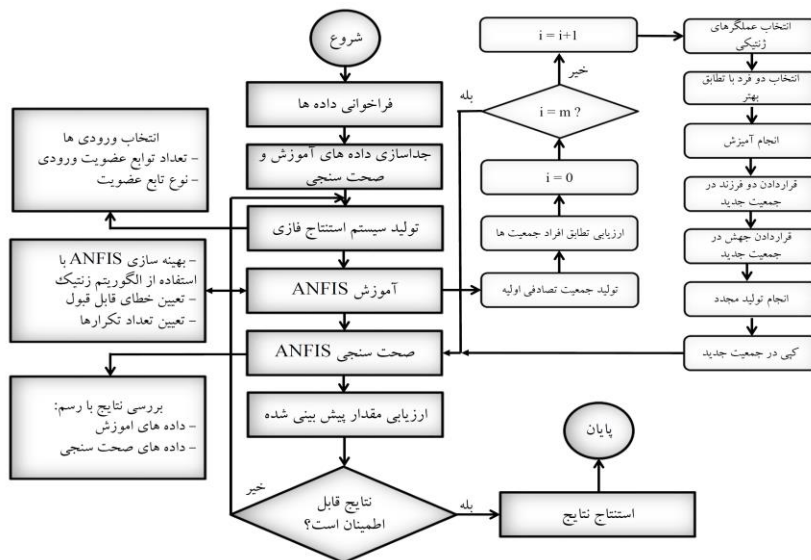 شروع
فراخوانی داده ها
جداسازی داده های آموزش و
صحت سنجی
تولید سیستم استنتاج فازی
آموزش ANFIS
صحت سنجی ANFIS
ارزیابی مقدار پیش بینی شده
نتایج قابل
اطمینان است؟
خیر
بله
استنتاج نتایج
پایان
انتخاب ورودی ها
- تعداد توابع عضویت ورودی
- نوع تابع عضویت
- بهینه سازی ANFIS با
استفاده از الگوریتم زنتیک
- تعیین خطای قابل قبول
- تعیین تعداد تکرارها
بررسی نتایج با رسم:
- داده های اموزش
- داده های صحت سنجی
تولید جمعیت تصادفی اولیه
ارزیابی تطابق افراد جمعیت ها
i = 0
i = m ?
بله
خیر
i = i+1
انتخاب عملگرهای
ژنتیکی
انتخاب دو فرد با تطابق
بهتر
انجام آمیزش
قراردادن دو فرزند در
جمعیت جدید
قراردادن جهش در
جمعیت جدید
انجام تولید مجدد
کپی در جمعیت جدید